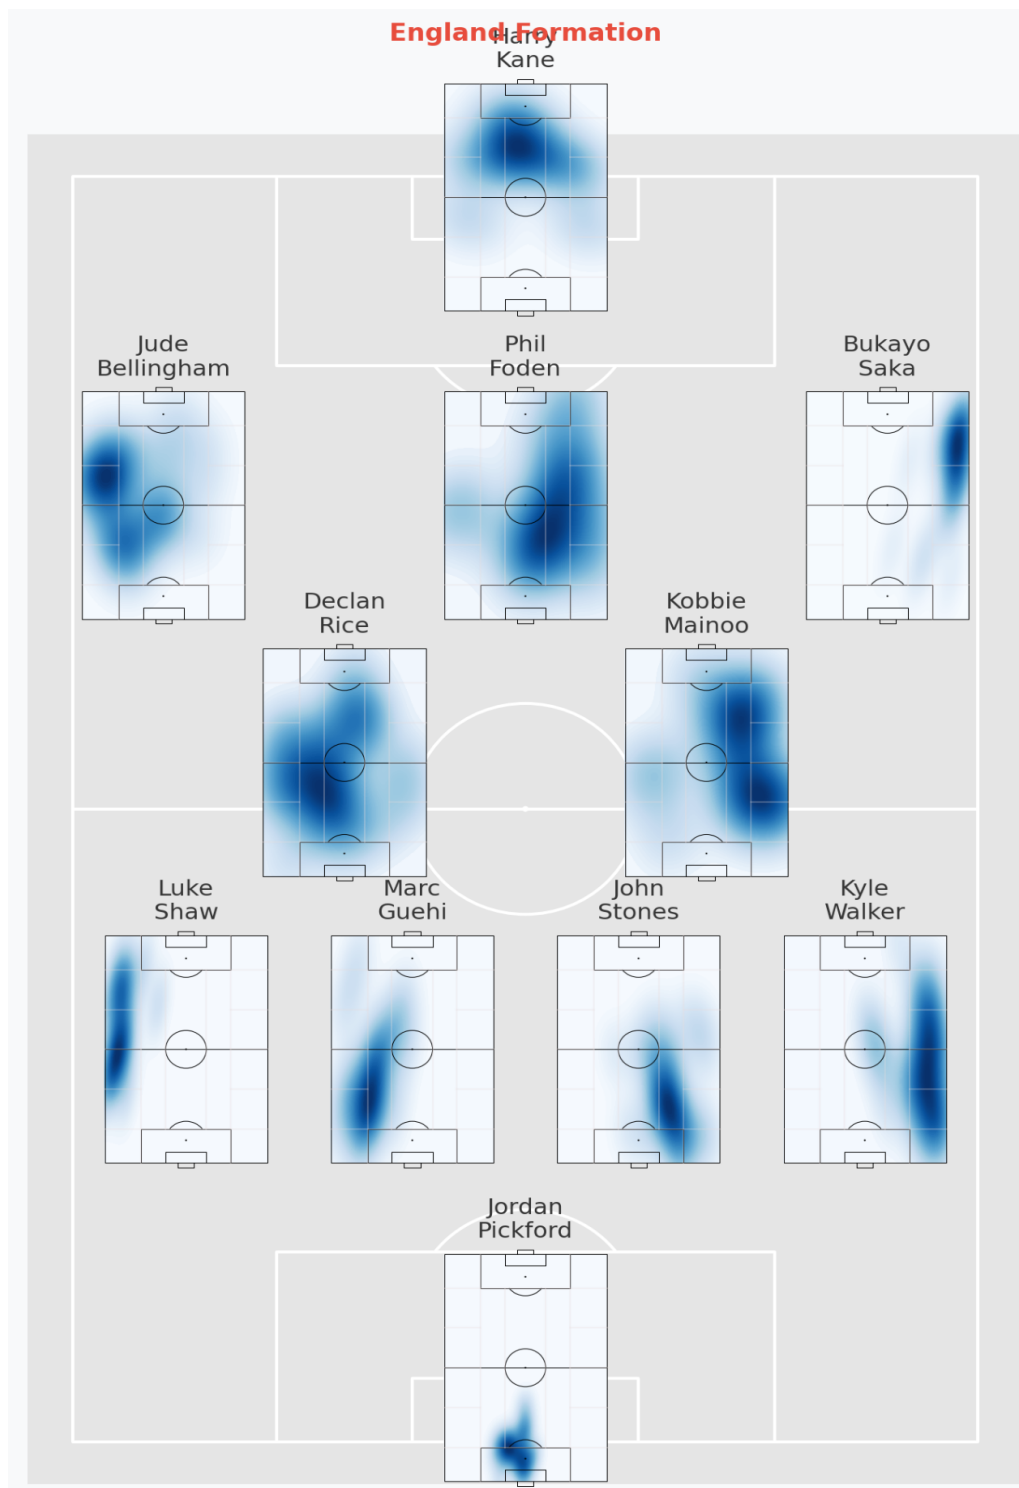 England Formation
Harry
Kane
Jude
Bellingham
Phil
Foden
Bukayo
Saka
Declan
Rice
Kobbie
Mainoo
Luke
Shaw
Marc
Guehi
John
Stones
Kyle
Walker
Jordan
Pickford